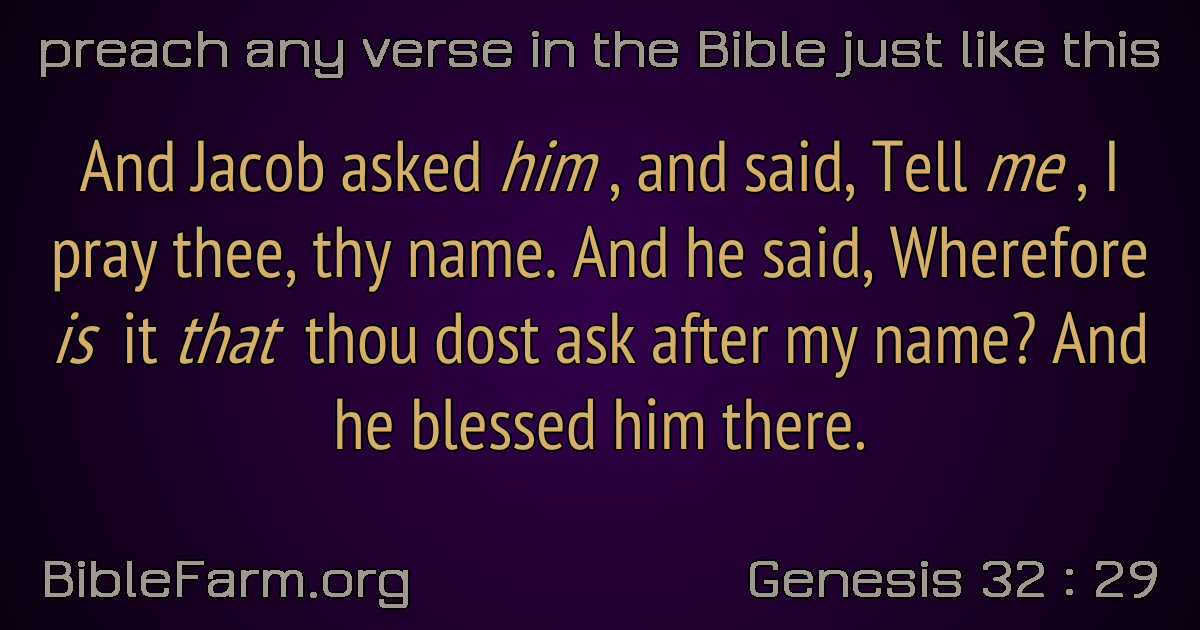 preach any verse in the Bible just like this
And Jacob asked him , and said, Tell me , I
pray thee, thy name. And he said, Wherefore
is it that thou dost ask after my name? And
he blessed him there.
BibleFarm.org
Genesis 32 : 29